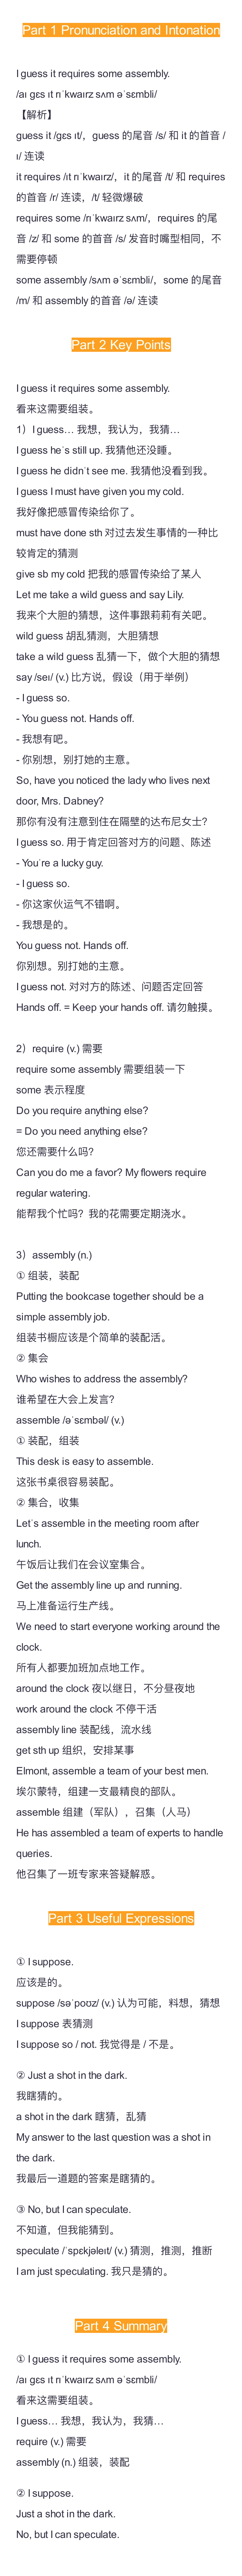 Part 1 Pronunciation and Intonation
I guess it requires some assembly.
/aɪ gɛs ɪt rɪˈkwaɪrz sʌm əˈsɛmbli/
【解析】
guess it /gɛs ɪt/，guess 的尾音 /s/ 和 it 的首音 /
ɪ/ 连读
it requires /ɪt rɪˈkwaɪrz/，it 的尾音 /t/ 和 requires
的首音 /r/ 连读，/t/ 轻微爆破
requires some /rɪˈkwaɪrz sʌm/，requires 的尾
音 /z/ 和 some 的首音 /s/ 发音时嘴型相同，不
需要停顿
some assembly /sʌm əˈsɛmbli/，some 的尾音
/m/ 和 assembly 的首音 /ə/ 连读
Part 2 Key Points
I guess it requires some assembly.
看来这需要组装。
1）I guess… 我想，我认为，我猜…
I guess heˈs still up. 我猜他还没睡。
I guess he didnˈt see me. 我猜他没看到我。
I guess I must have given you my cold.
我好像把感冒传染给你了。
must have done sth 对过去发生事情的一种比
较肯定的猜测
give sb my cold 把我的感冒传染给了某人
Let me take a wild guess and say Lily.
我来个大胆的猜想，这件事跟莉莉有关吧。
wild guess 胡乱猜测，大胆猜想
take a wild guess 乱猜一下，做个大胆的猜想
say /seɪ/ (v.) 比方说，假设（用于举例）
- I guess so.
- You guess not. Hands off.
- 我想有吧。
- 你别想，别打她的主意。
So, have you noticed the lady who lives next
door, Mrs. Dabney?
那你有没有注意到住在隔壁的达布尼女士？
I guess so. 用于肯定回答对方的问题、陈述
- Youˈre a lucky guy.
- I guess so.
- 你这家伙运气不错啊。
- 我想是的。
You guess not. Hands off.
你别想。别打她的主意。
I guess not. 对对方的陈述、问题否定回答
Hands off. = Keep your hands off. 请勿触摸。
2）require (v.) 需要
require some assembly 需要组装一下
some 表示程度
Do you require anything else?
= Do you need anything else?
您还需要什么吗？
Can you do me a favor? My flowers require
regular watering.
能帮我个忙吗？我的花需要定期浇水。
3）assembly (n.)
① 组装，装配
Putting the bookcase together should be a
simple assembly job.
组装书橱应该是个简单的装配活。
② 集会
Who wishes to address the assembly?
谁希望在大会上发言？
assemble /əˈsɛmbəl/ (v.)
① 装配，组装
This desk is easy to assemble.
这张书桌很容易装配。
② 集合，收集
Letˈs assemble in the meeting room after
lunch.
午饭后让我们在会议室集合。
Get the assembly line up and running.
马上准备运行生产线。
We need to start everyone working around the
clock.
所有人都要加班加点地工作。
around the clock 夜以继日，不分昼夜地
work around the clock 不停干活
assembly line 装配线，流水线
get sth up 组织，安排某事
Elmont, assemble a team of your best men.
埃尔蒙特，组建一支最精良的部队。
assemble 组建（军队），召集（人马）
He has assembled a team of experts to handle
queries.
他召集了一班专家来答疑解惑。
Part 3 Useful Expressions
① I suppose.
应该是的。
suppose /səˈpoʊz/ (v.) 认为可能，料想，猜想
I suppose 表猜测
I suppose so / not. 我觉得是 / 不是。
② Just a shot in the dark.
我瞎猜的。
a shot in the dark 瞎猜，乱猜
My answer to the last question was a shot in
the dark.
我最后一道题的答案是瞎猜的。
③ No, but I can speculate.
不知道，但我能猜到。
speculate /ˈspɛkjəleɪt/ (v.) 猜测，推测，推断
I am just speculating. 我只是猜的。
Part 4 Summary
① I guess it requires some assembly.
/aɪ gɛs ɪt rɪˈkwaɪrz sʌm əˈsɛmbli/
看来这需要组装。
I guess… 我想，我认为，我猜…
require (v.) 需要
assembly (n.) 组装，装配
② I suppose.
Just a shot in the dark.
No, but I can speculate.